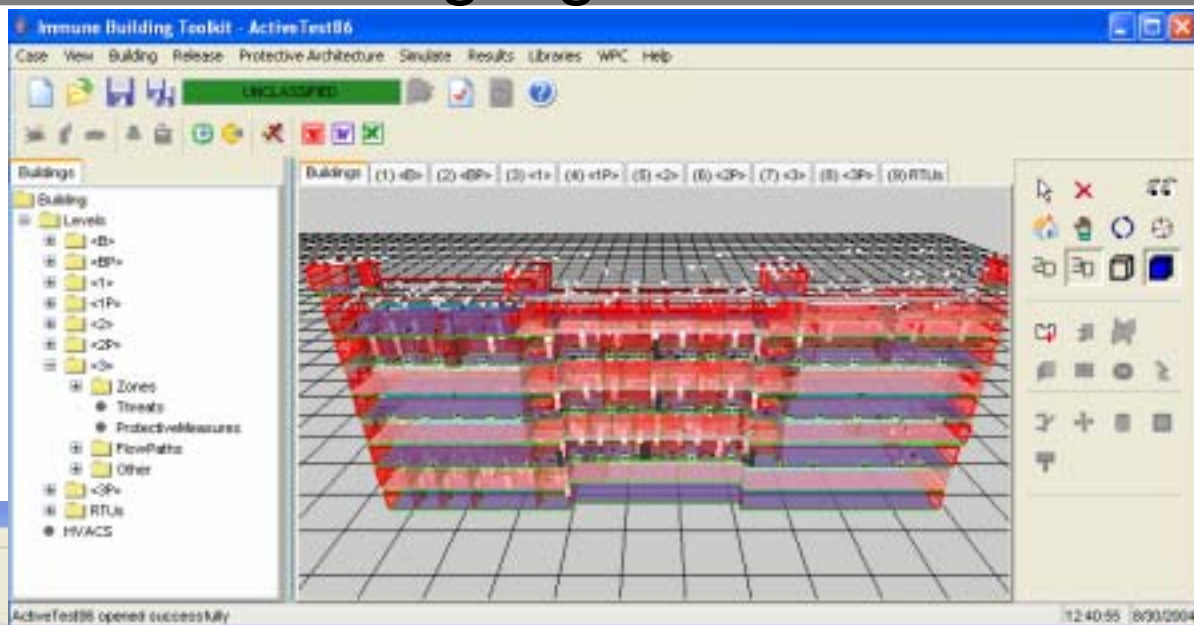 Immune Building Toolkit - ActiveTest86
Case View Building Release Protective Architecture Simulate Results Libraries WPC Help
UNCLASSIFIED
Buildings
Building
Levels
<B>
<BP>
<1>
<1P>
<2>
<2P>
<3>
Zones
Threats
ProtectiveMeasures
FlowPaths
Other
<3P>
RTUs
HVACS
Buildings (1) <B> (2) <BP> (3) <1> (4) <1P> (5) <2> (6) <2P> (7) <3> (8) <3P> (9) RTUs
ActiveTest86 opened successfully
12:40:55 8/30/2004